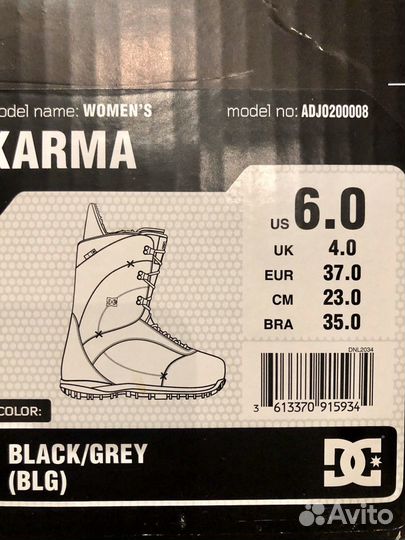 odel name: WOMEN'S model no: ADJO200008
KARMA
US 6.0
UK 4.0
EUR 37.0
CM 23.0
BRA 35.0
DNL2034
3 613370 915934
COLOR:
BLACK/GREY
(BLG)
DC
Avito